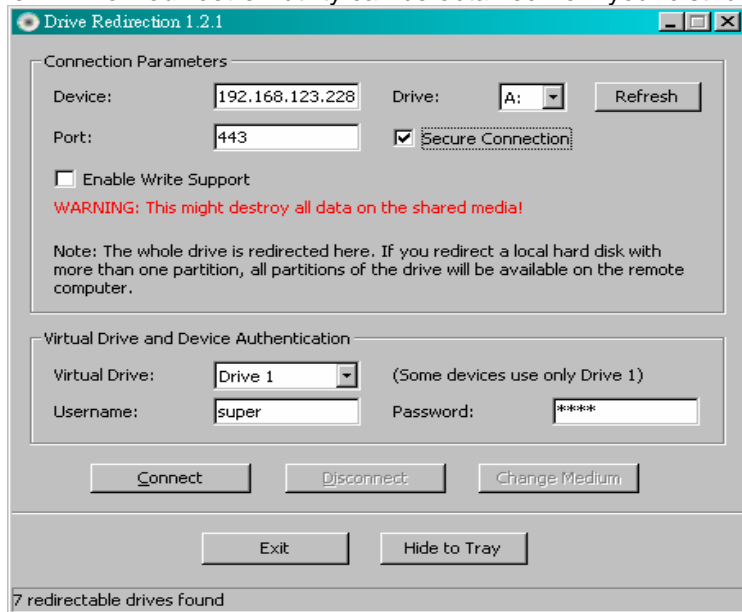 Drive Redirection 1.2.1
Connection Parameters
Device: 192.168.123.228 Drive: A: Refresh
Port: 443 Secure Connection
Enable Write Support
WARNING: This might destroy all data on the shared media!
Note: The whole drive is redirected here. If you redirect a local hard disk with
more than one partition, all partitions of the drive will be available on the remote
computer.
Virtual Drive and Device Authentication
Virtual Drive: Drive 1 (Some devices use only Drive 1)
Username: super Password: ****
Connect Disconnect Change Medium
Exit Hide to Tray
7 redirectable drives found